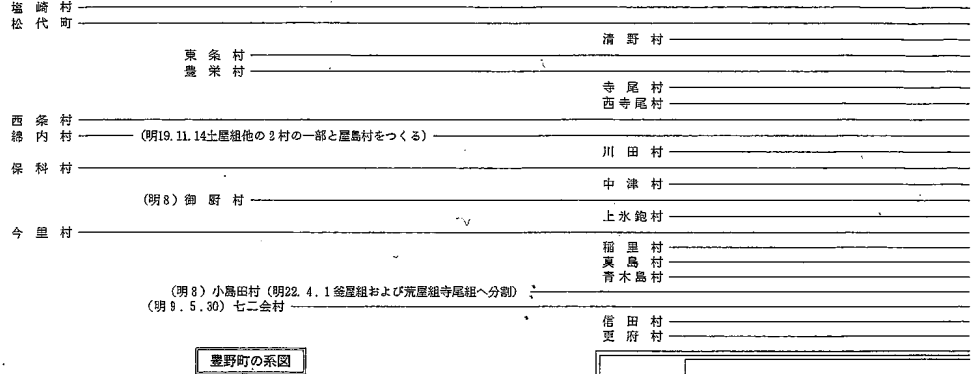 塩崎村
松代町
清野村
東条村
豊栄村
寺尾村
西寺尾村
西条村
綿内村 (明19.11.14土屋組他の2村の一部と屋島村をつくる)
川田村
保科村
中津村
(明8)御厨村
上氷鉋村
今里村
稲里村
真島村
青木島村
(明8)小島田村(明22.4.1釜屋組および荒屋組寺尾組へ分割)
(明9.5.30)七二会村
信田村
更府村
豊野町の系図